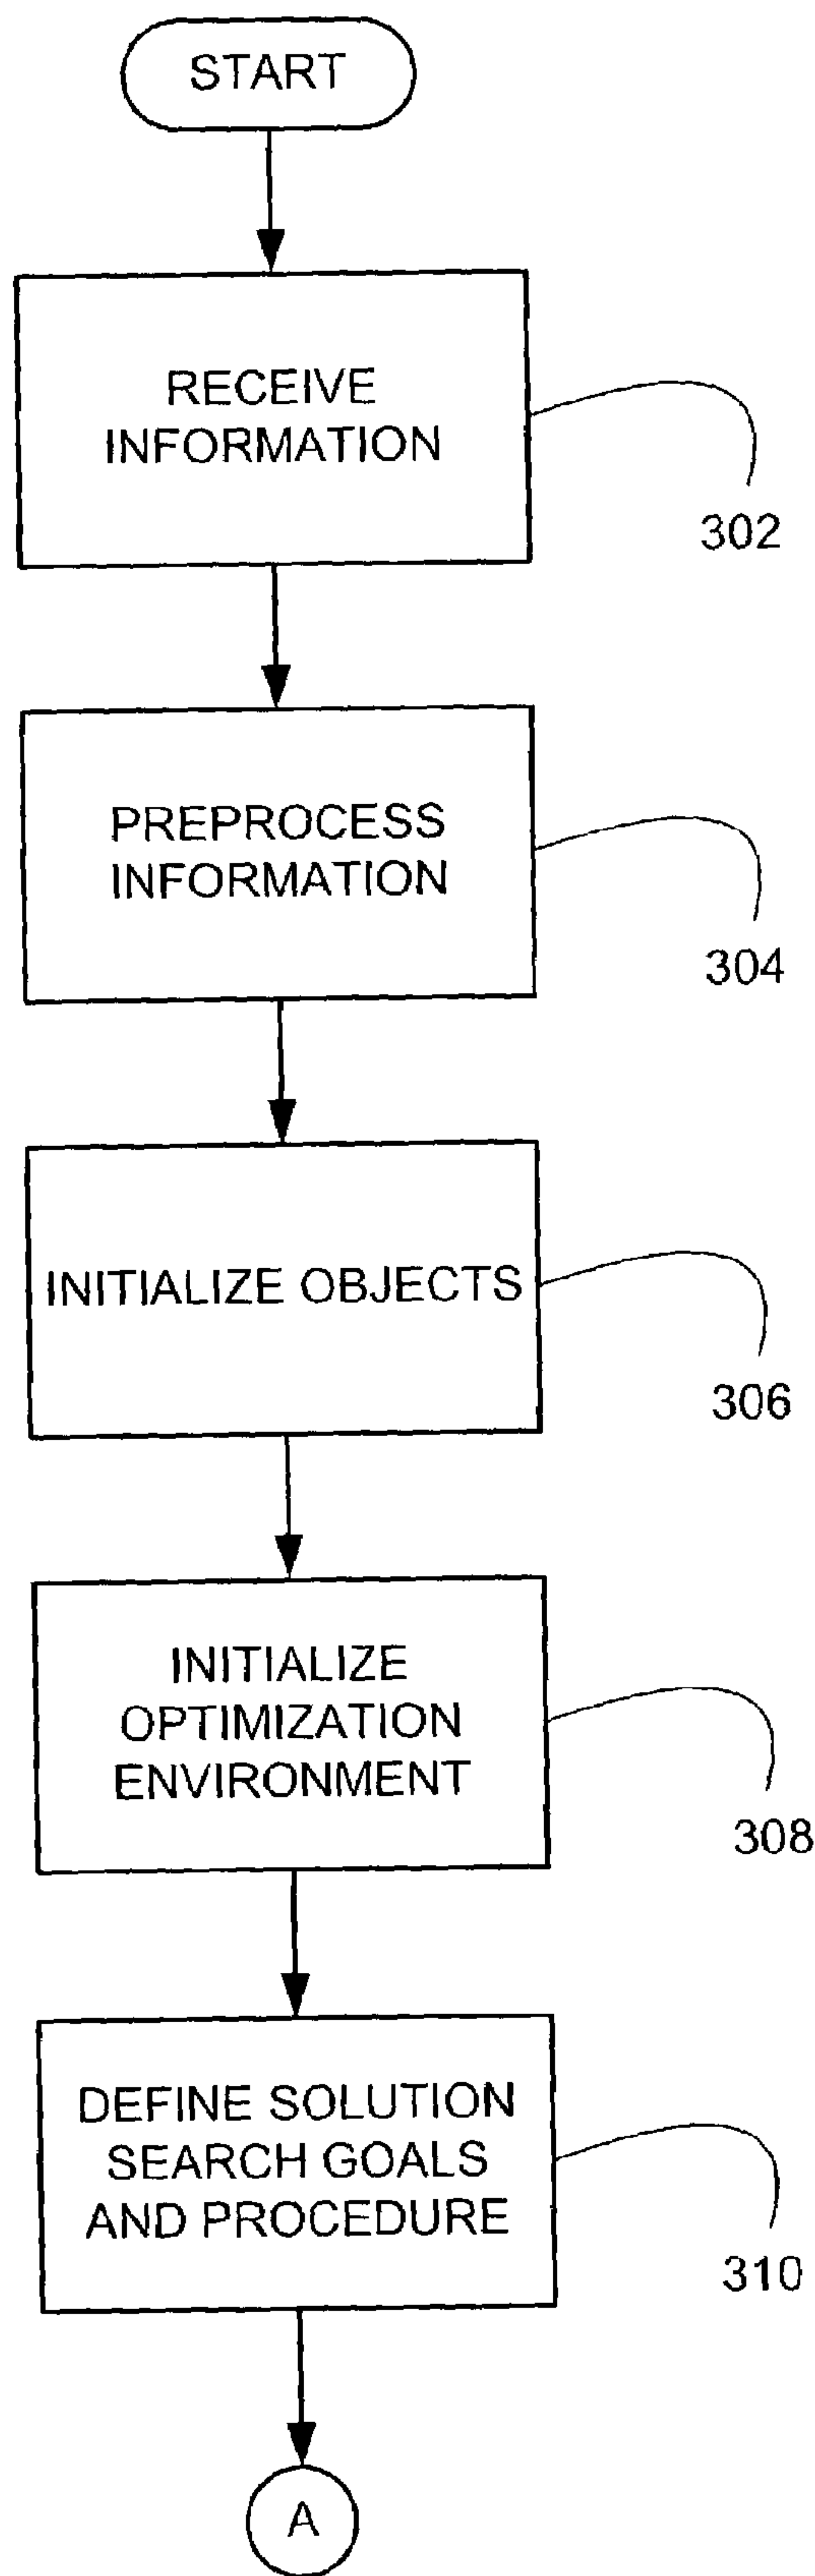 START
RECEIVE
INFORMATION
302
PREPROCESS
INFORMATION
304
INITIALIZE OBJECTS
306
INITIALIZE
OPTIMIZATION
ENVIRONMENT
308
DEFINE SOLUTION
SEARCH GOALS
AND PROCEDURE
310
A